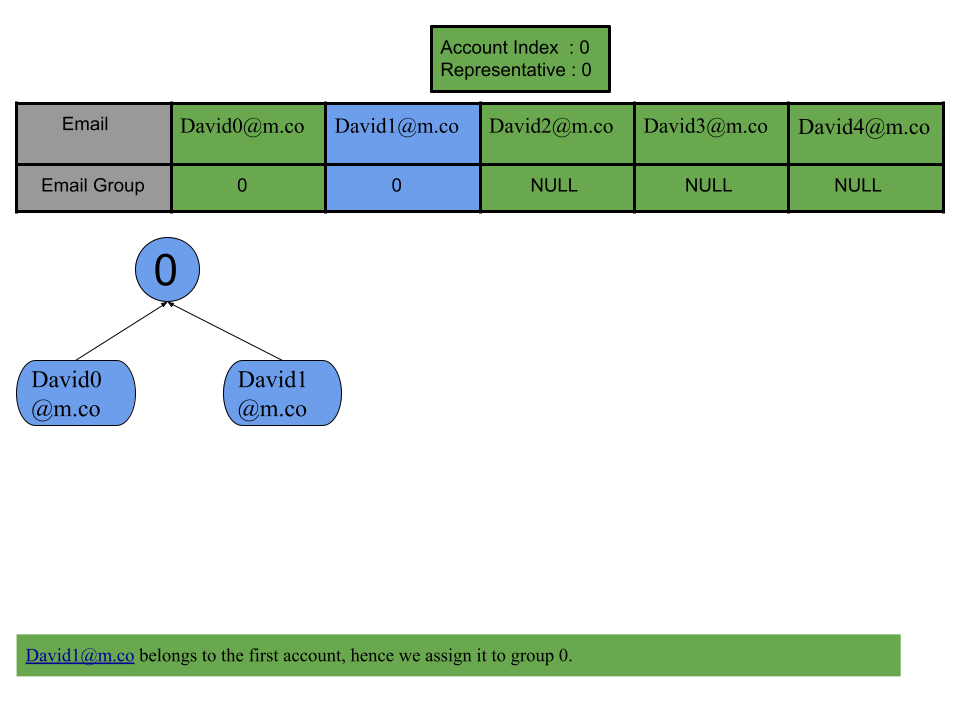 Account Index  : 0
Representative : 0
Email David0@m.co David1@m.co David2@m.co David3@m.co David4@m.co
Email Group 0 0 NULL NULL NULL
0
David0 David1
@m.co @m.co
David1@m.co belongs to the first account, hence we assign it to group 0.